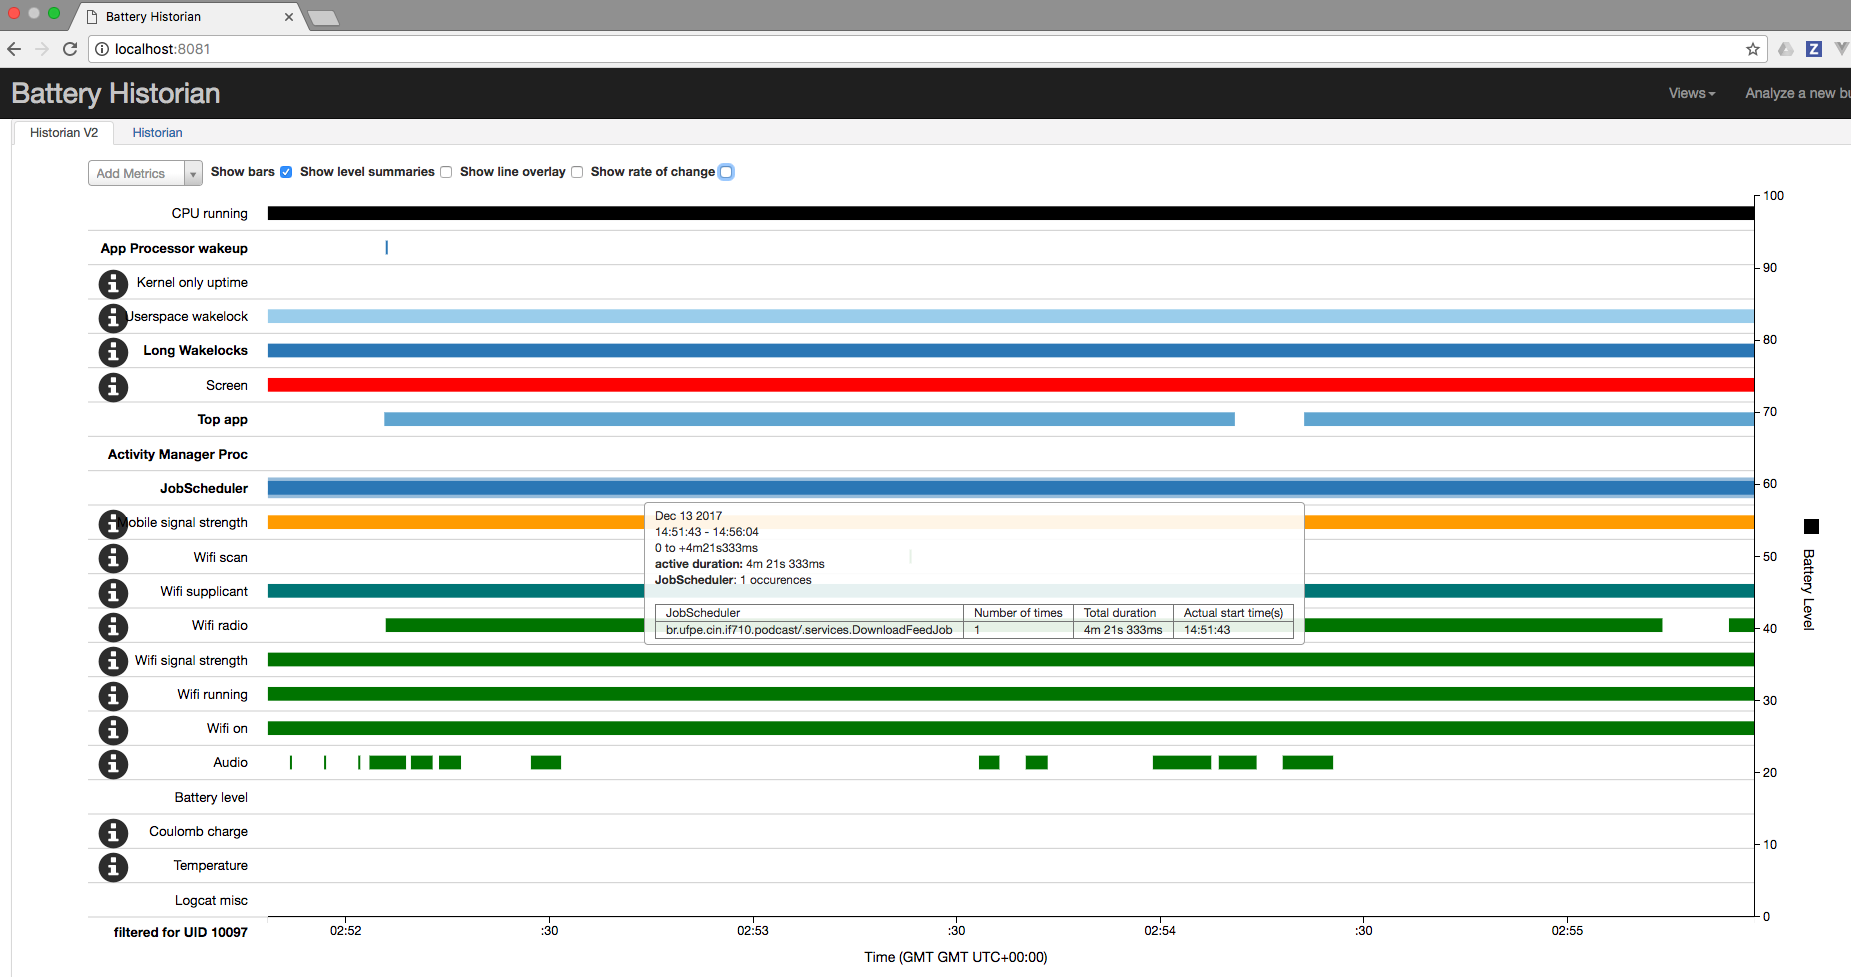 Battery Historian
localhost:8081
Z
Battery Historian
Views
Analyze a new bu
Historian V2
Historian
Add Metrics
Show bars
Show level summaries
Show line overlay
Show rate of change
CPU running
App Processor wakeup
Kernel only uptime
Userspace wakelock
Long Wakelocks
Screen
Top app
Activity Manager Proc
JobScheduler
Mobile signal strength
Wifi scan
Wifi supplicant
Wifi radio
Wifi signal strength
Wifi running
Wifi on
Audio
Battery level
Coulomb charge
Temperature
Logcat misc
filtered for UID 10097
Dec 13 2017
14:51:43 - 14:56:04
0 to +4m21s333ms
active duration: 4m 21s 333ms
JobScheduler: 1 occurences
JobScheduler Number of times Total duration Actual start time(s)
br.ufpe.cin.if710.podcast/.services.DownloadFeedJob 1 4m 21s 333ms 14:51:43
100
90
80
70
60
50
40
30
20
10
0
Battery Level
02:52 :30 02:53 :30 02:54 :30 02:55
Time (GMT GMT UTC+00:00)